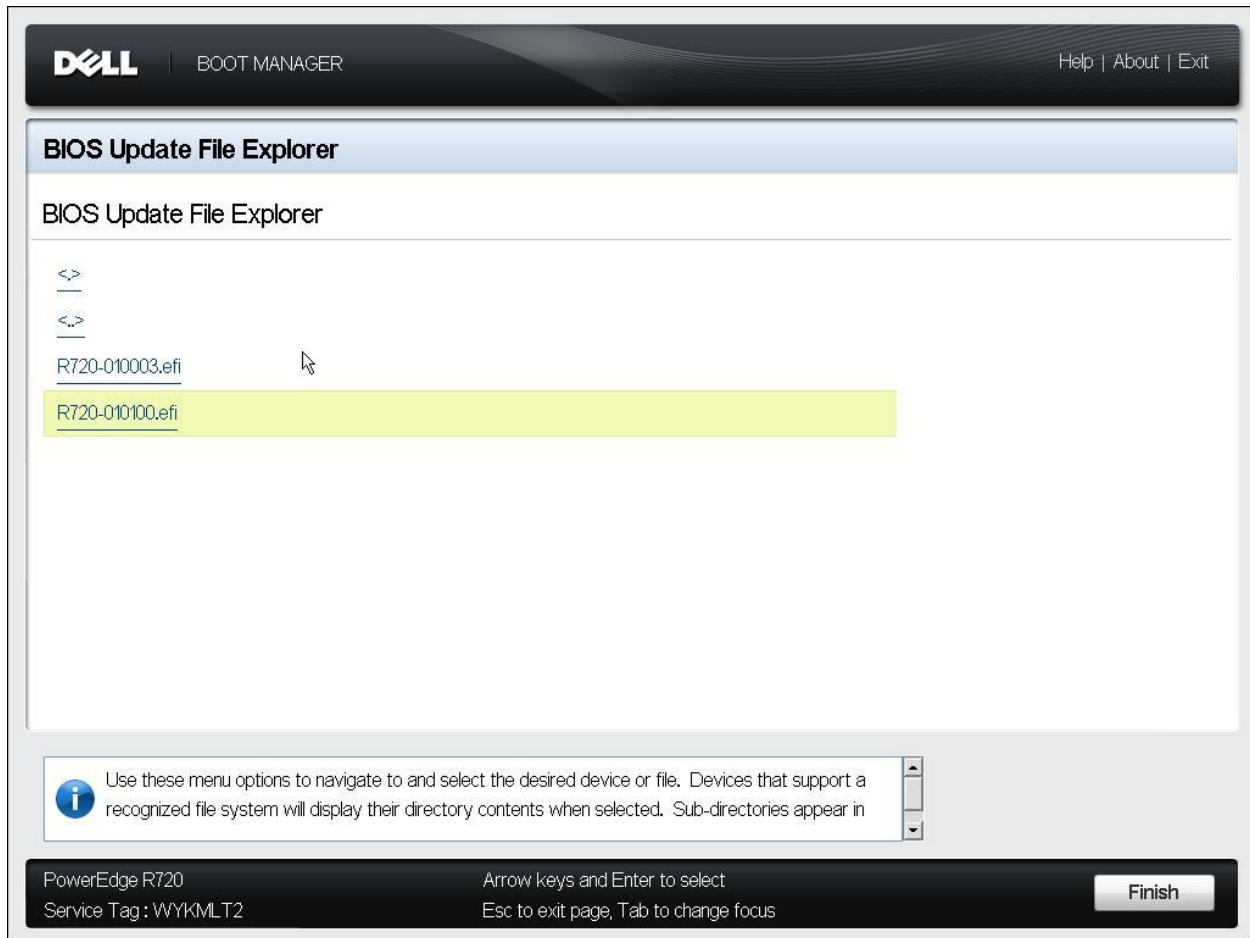 DELL
BOOT MANAGER
Help | About | Exit
BIOS Update File Explorer
BIOS Update File Explorer
<.>
<..>
R720-010003.efi
R720-010100.efi
Use these menu options to navigate to and select the desired device or file. Devices that support a
recognized file system will display their directory contents when selected. Sub-directories appear in
PowerEdge R720
Arrow keys and Enter to select
Service Tag : WYKMLT2
Esc to exit page, Tab to change focus
Finish